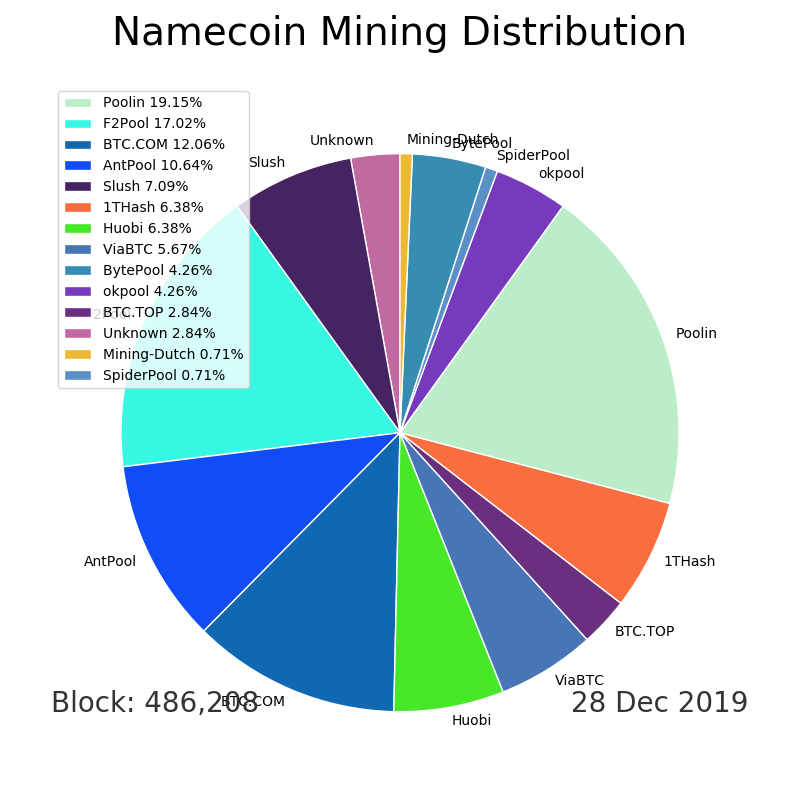 Namecoin Mining Distribution
Poolin 19.15%
F2Pool 17.02%
BTC.COM 12.06%
AntPool 10.64%
Slush 7.09%
1THash 6.38%
Huobi 6.38%
ViaBTC 5.67%
BytePool 4.26%
okpool 4.26%
BTC.TOP 2.84%
Unknown 2.84%
Mining-Dutch 0.71%
SpiderPool 0.71%
Mining-Dutch
BytePool
SpiderPool
okpool
Unknown
Slush
Poolin
AntPool
1THash
BTC.TOP
ViaBTC
BTC.COM
Huobi
Block: 486,208
28 Dec 2019